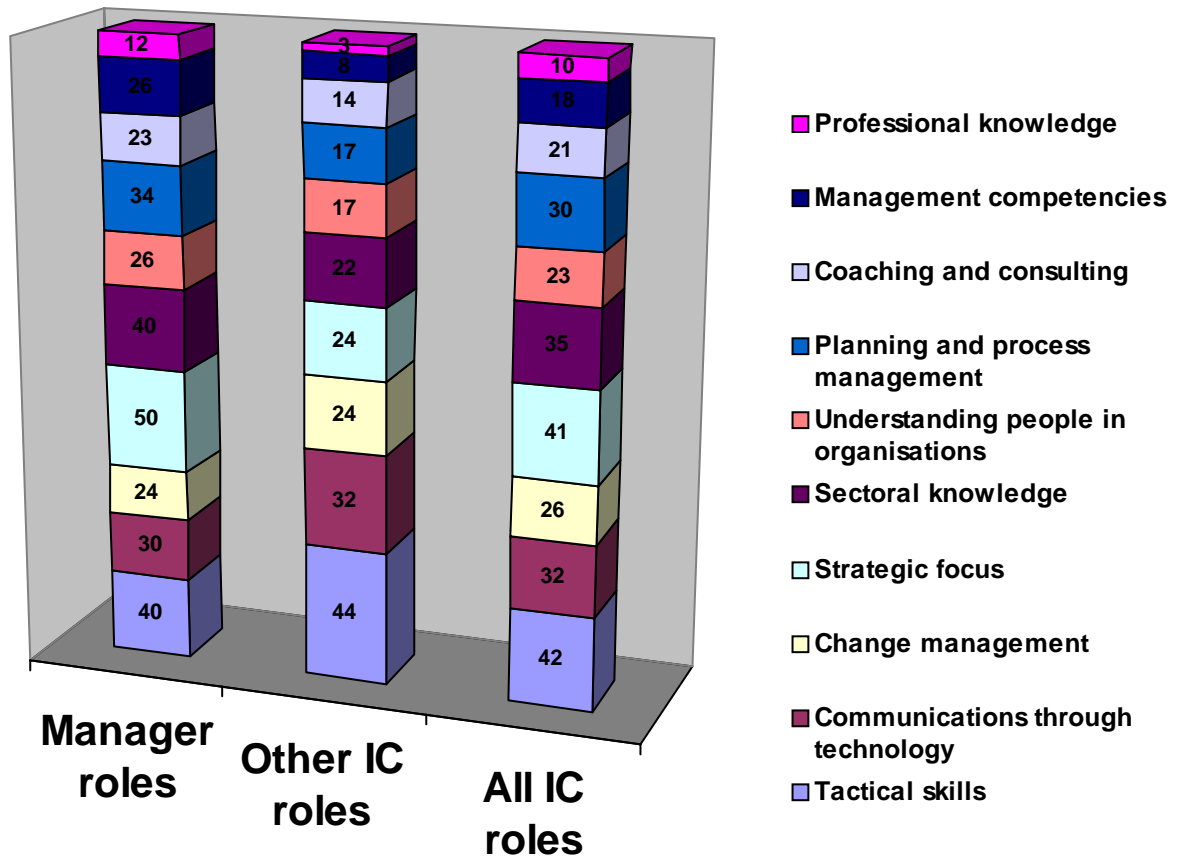 12
26
23
34
26
40
50
24
30
40
3
8
14
17
17
22
24
24
32
44
10
18
21
30
23
35
41
26
32
42
Manager
roles
Other IC
roles
All IC
roles
Professional knowledge
Management competencies
Coaching and consulting
Planning and process
management
Understanding people in
organisations
Sectoral knowledge
Strategic focus
Change management
Communications through
technology
Tactical skills